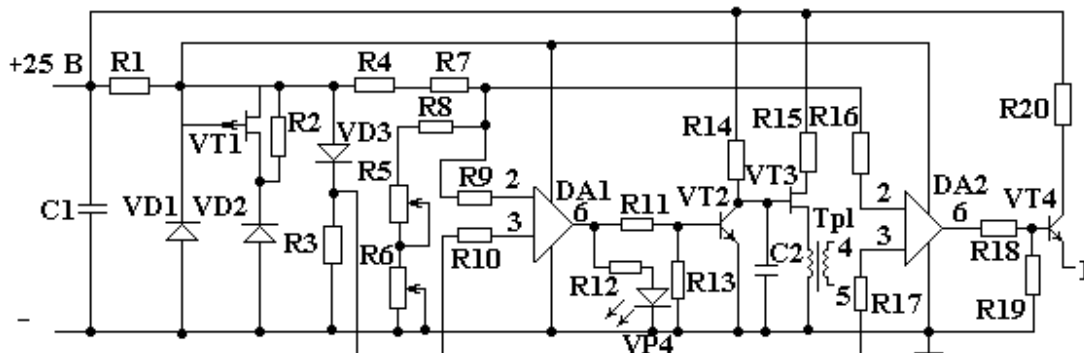 +25 В
R1
R4
R7
R8
R14
R15
R16
R20
VT1
R2
VD3
R5
R9
2
DA1
6
3
R10
R11
VT2
VT3
Tpl
4
5
2
DA2
6
3
VT4
C1
VD1
VD2
R3
R6
R12
R13
C2
R17
R18
R19
VP4
–